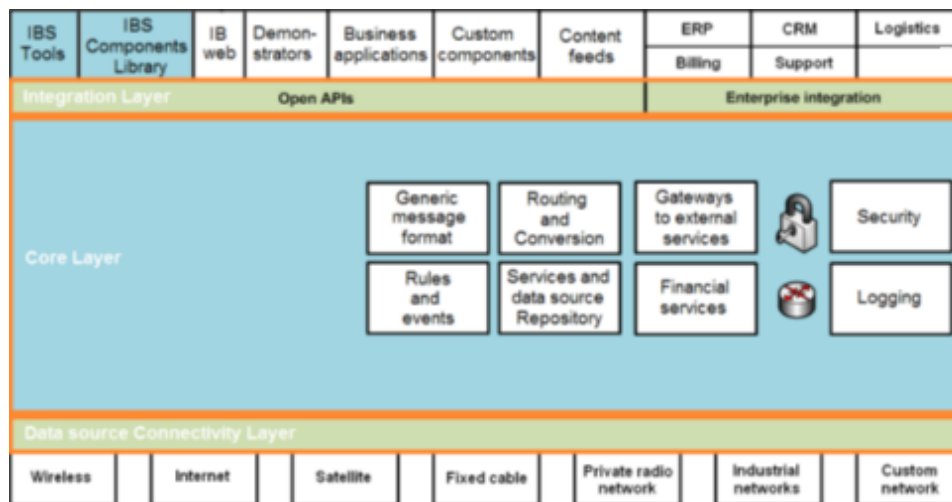 IBS
Tools
IBS
Components
Library
IB
web
Demon-
strators
Business
applications
Custom
components
Content
feeds
ERP
CRM
Logistics
Billing
Support
Integration Layer
Open APIs
Enterprise integration
Core Layer
Generic
message
format
Routing
and
Conversion
Gateways
to external
services
Security
Rules
and
events
Services and
data source
Repository
Financial
services
Logging
Data source Connectivity Layer
Wireless
Internet
Satellite
Fixed cable
Private radio
network
Industrial
networks
Custom
network